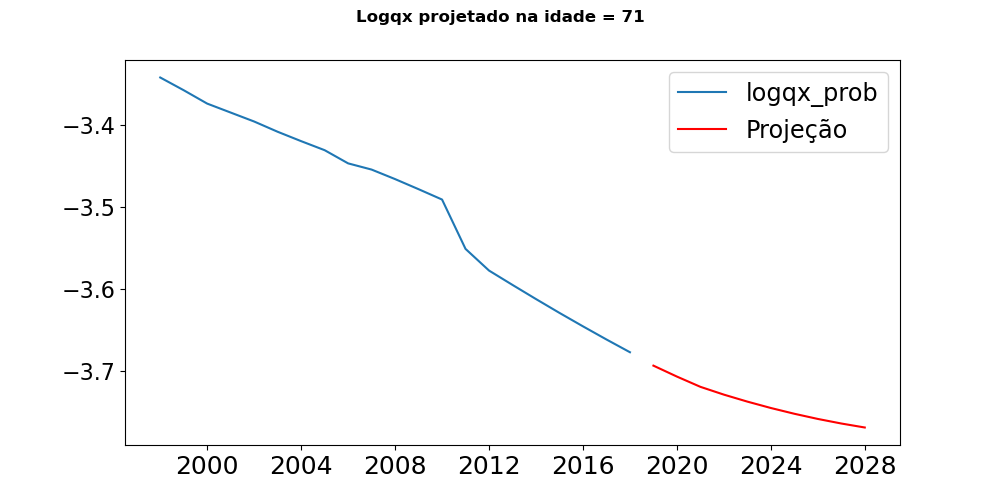 Logqx projetado na idade = 71
logqx_prob
Projeção
−3.4
−3.5
−3.6
−3.7
2000 2004 2008 2012 2016 2020 2024 2028